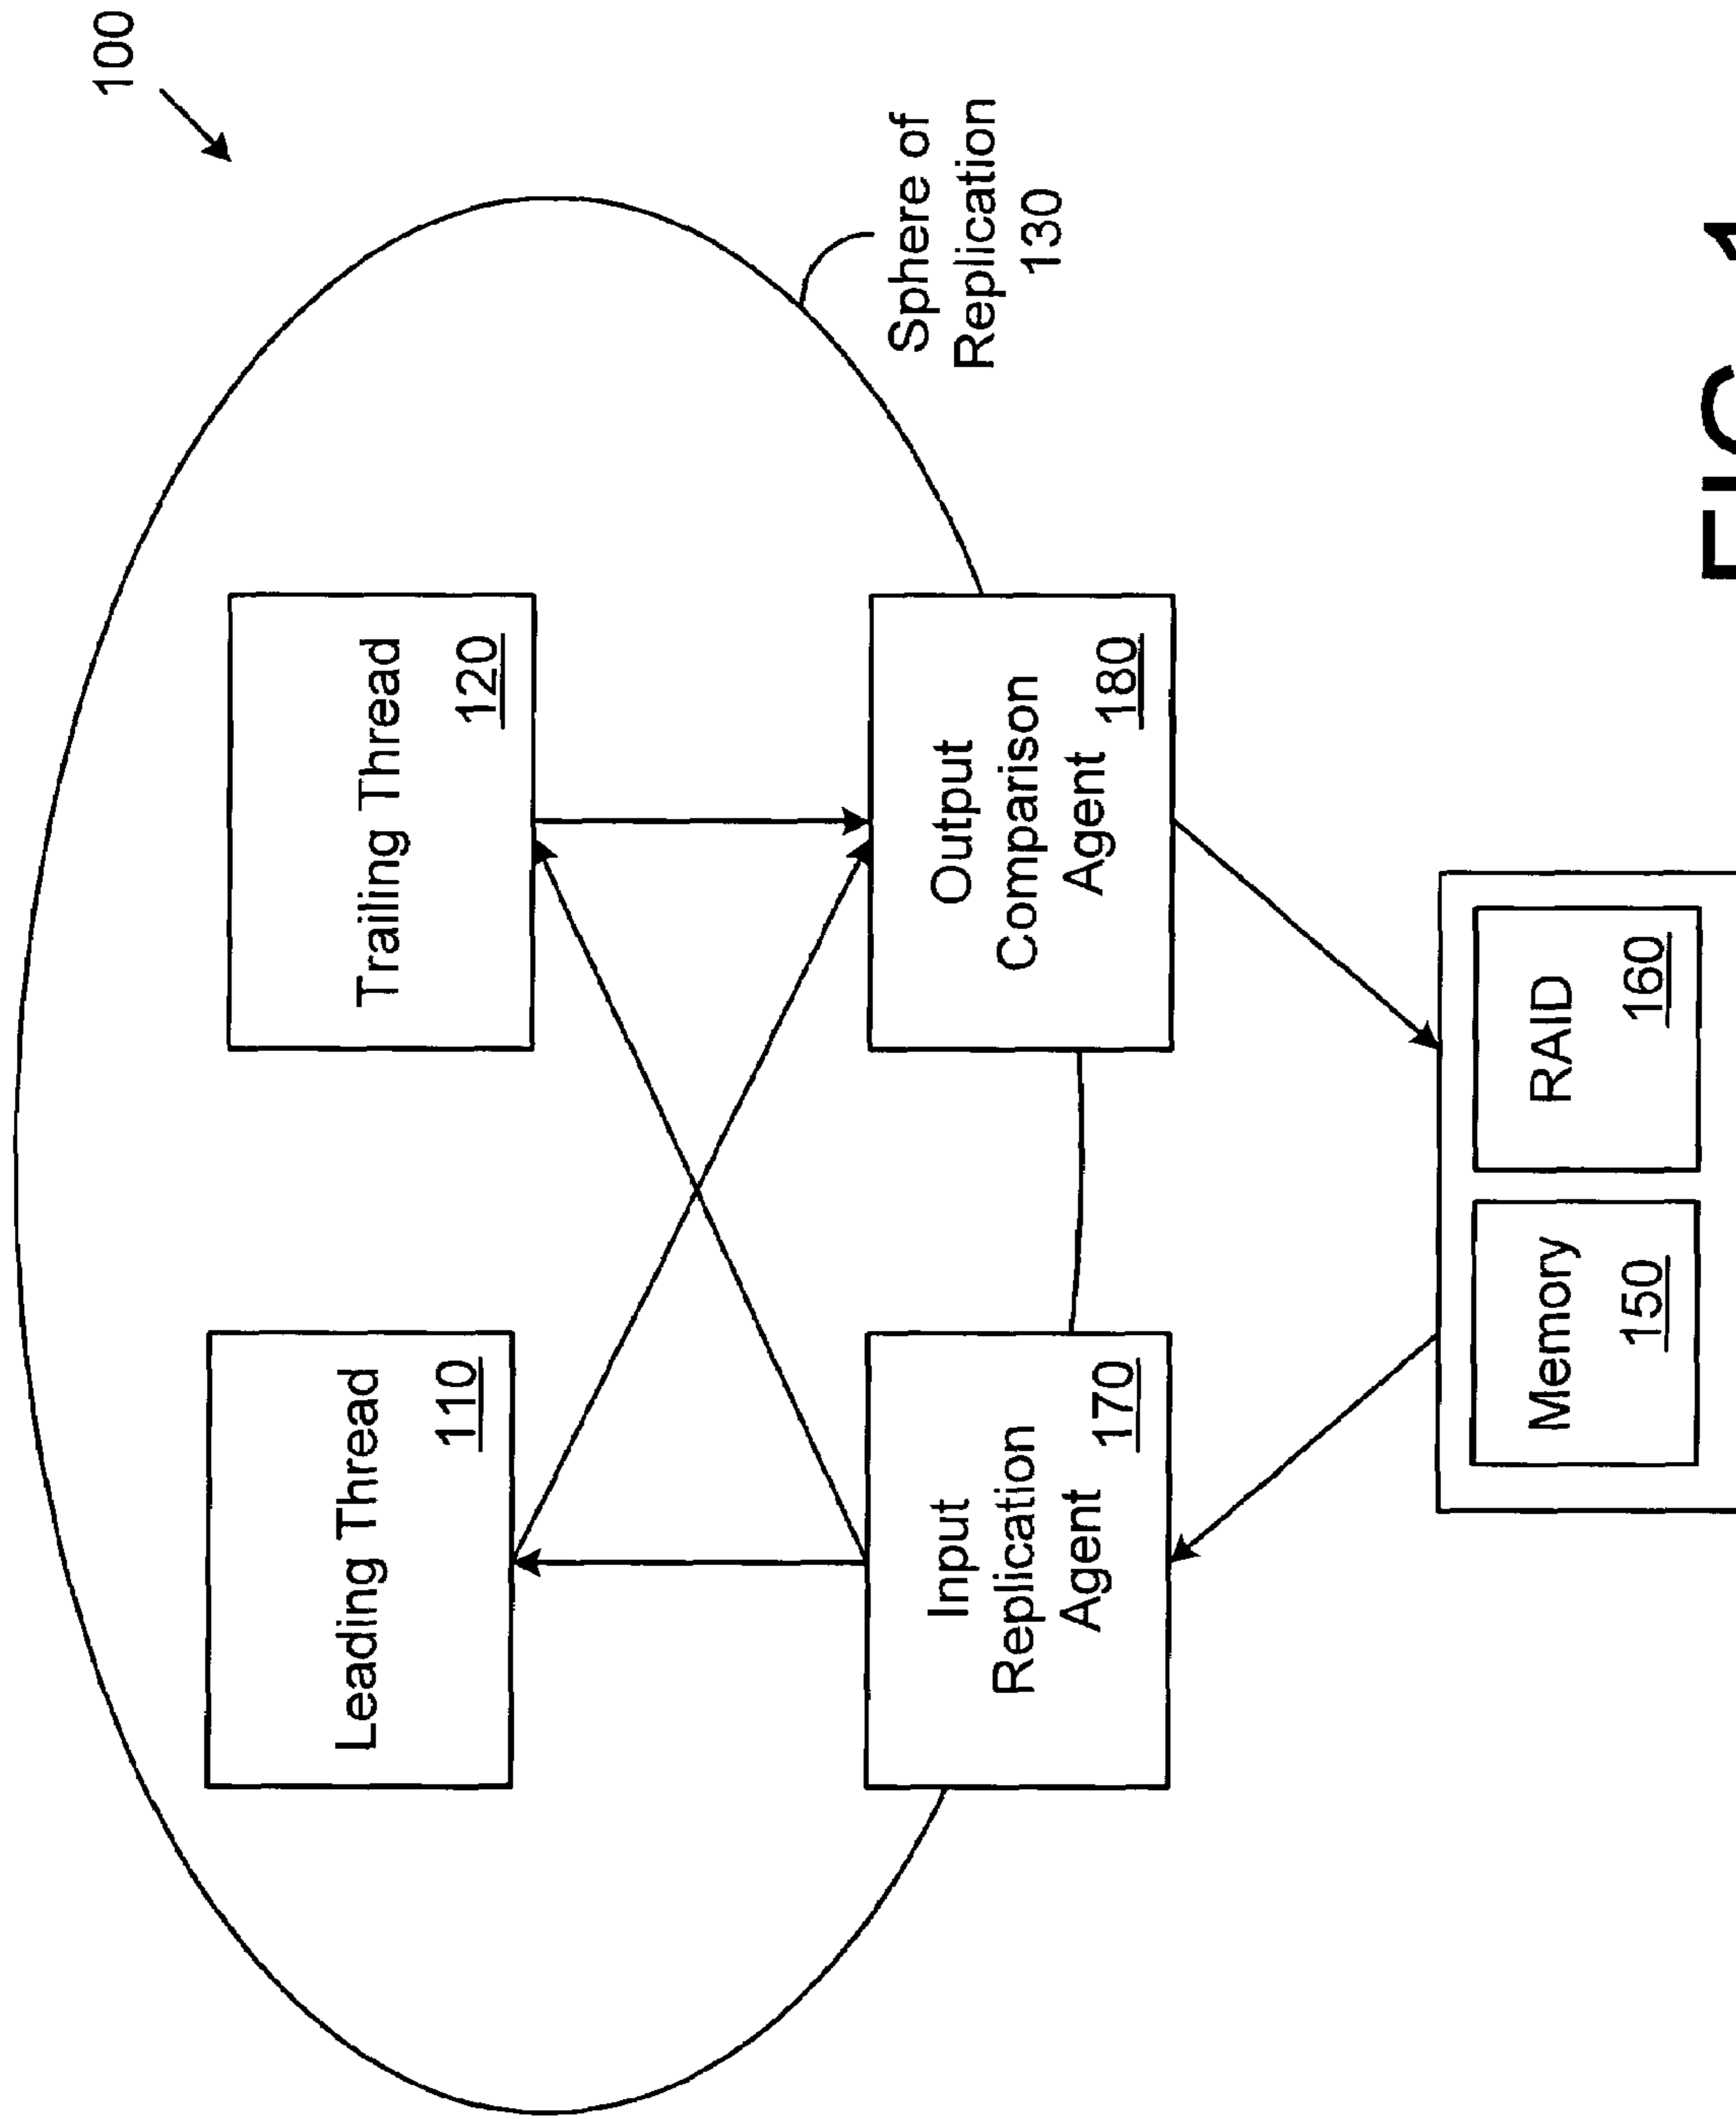 100
Leading Thread
110
Trailing Thread
120
Sphere of
Replication
130
Input
Replication
Agent
170
Output
Comparison
Agent
180
Memory
150
RAID
160